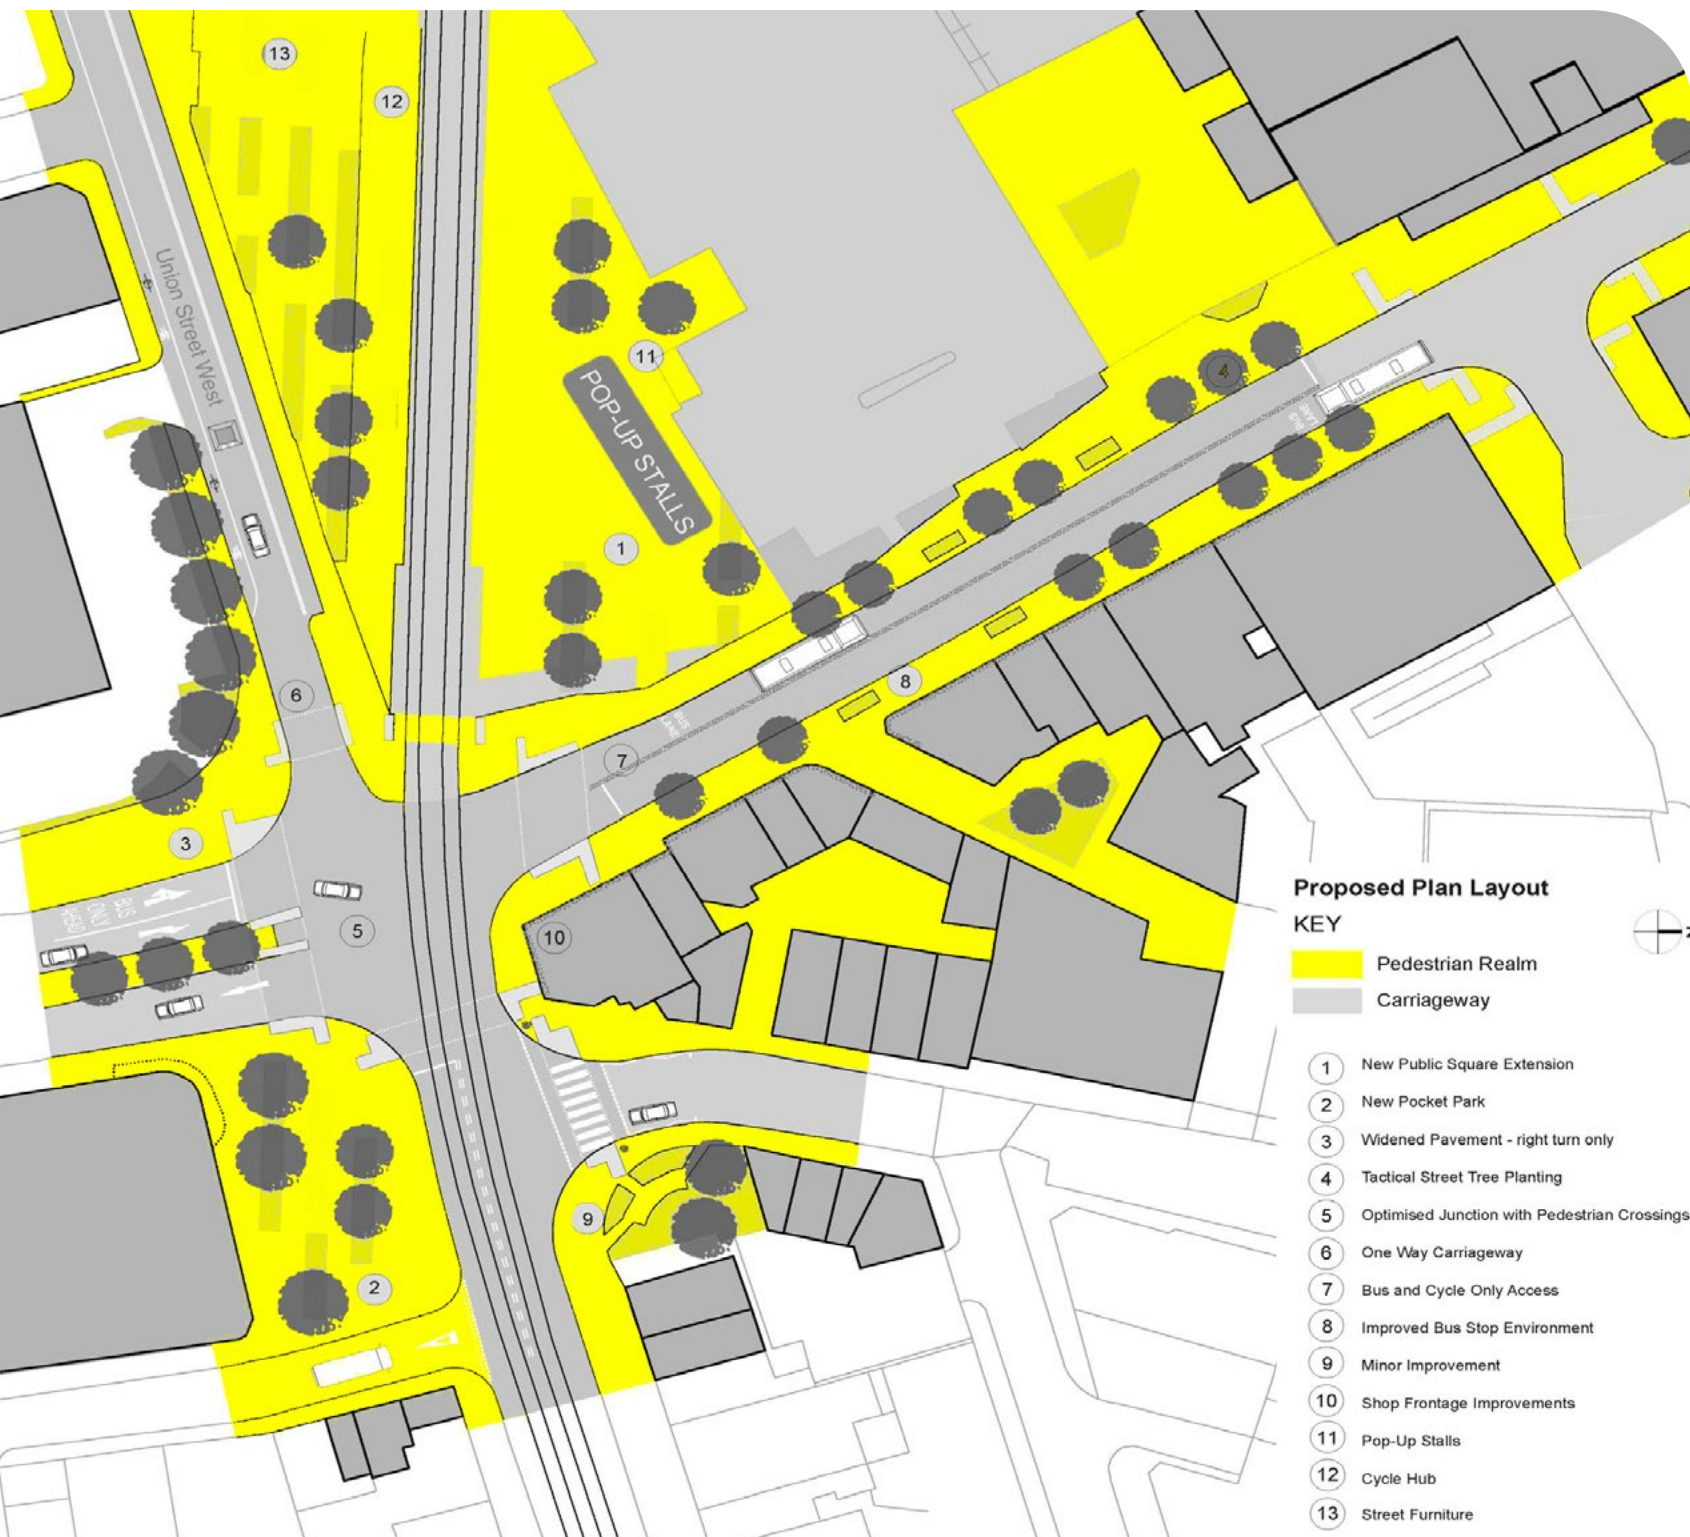 13
12
Union Street West
11
POP-UP STALLS
4
BUS
LANE
1
6
8
BUS
LANE
7
3
BUS
ONLY
AHEAD
5
10
9
2
Proposed Plan Layout
KEY
Pedestrian Realm
Carriageway
1 New Public Square Extension
2 New Pocket Park
3 Widened Pavement - right turn only
4 Tactical Street Tree Planting
5 Optimised Junction with Pedestrian Crossings
6 One Way Carriageway
7 Bus and Cycle Only Access
8 Improved Bus Stop Environment
9 Minor Improvement
10 Shop Frontage Improvements
11 Pop-Up Stalls
12 Cycle Hub
13 Street Furniture